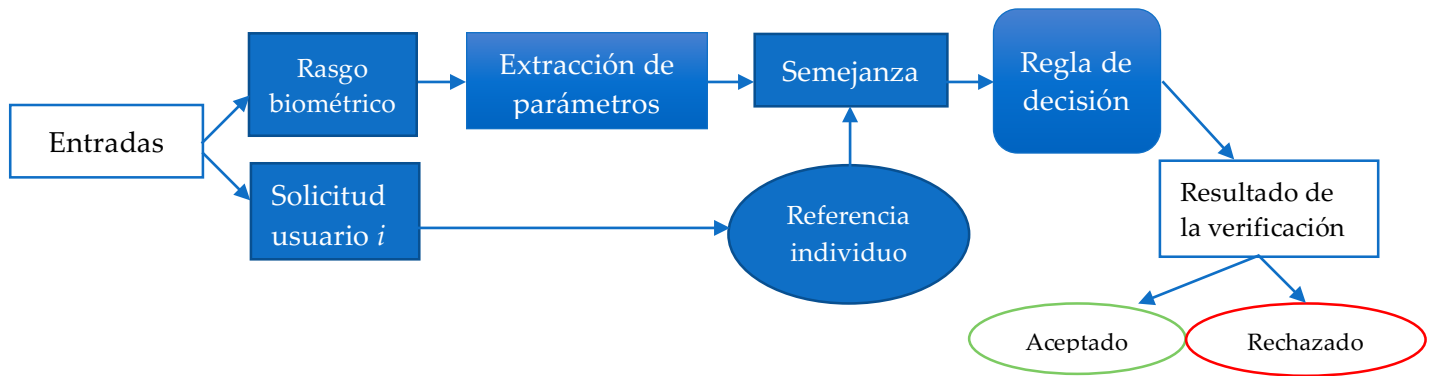 Entradas
Rasgo
biométrico
Extracción de
parámetros
Semejanza
Regla de
decisión
Solicitud
usuario i
Referencia
individuo
Resultado de
la verificación
Aceptado
Rechazado